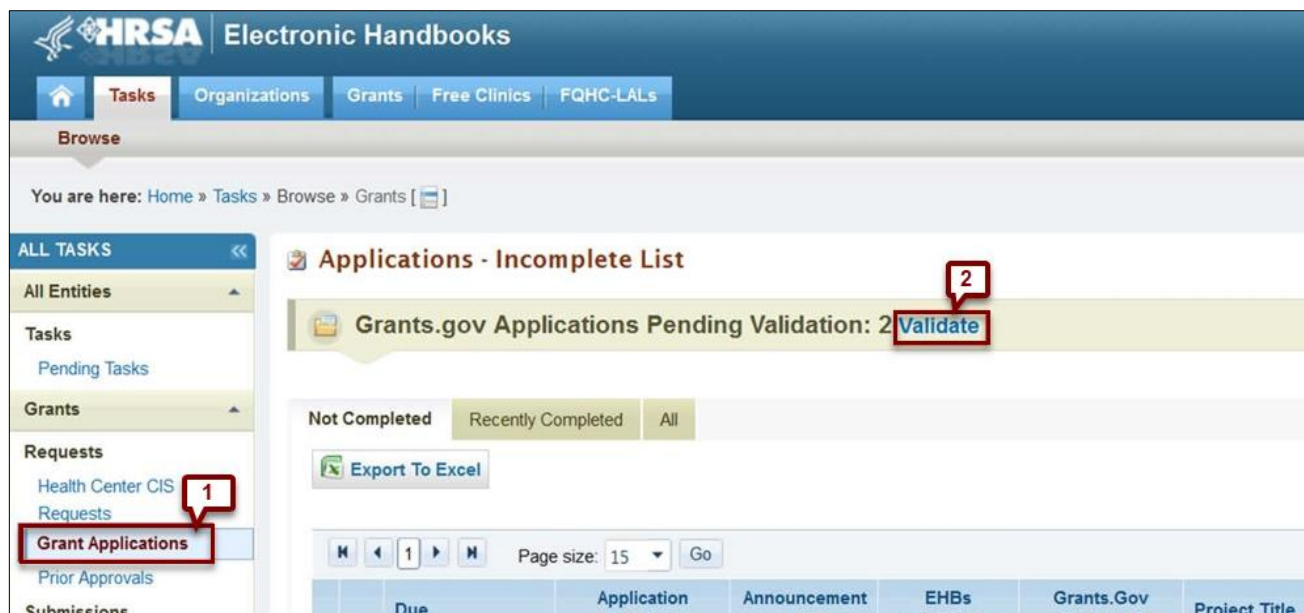 HRSA Electronic Handbooks
Tasks Organizations Grants Free Clinics FQHC-LALs
Browse
You are here: Home » Tasks » Browse » Grants [ ]
ALL TASKS «
All Entities
Tasks
Pending Tasks
Grants
Requests
Health Center CIS
Requests
1
Grant Applications
Prior Approvals
Submissions
Applications - Incomplete List
2
Grants.gov Applications Pending Validation: 2 Validate
Not Completed Recently Completed All
Export To Excel
1 Page size: 15 Go
Due Application Announcement EHBs Grants.Gov Project Title